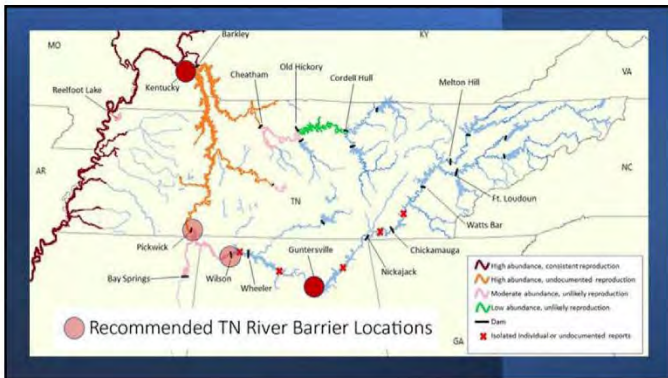 MO
KY
VA
Barkley
Kentucky
Old Hickory
Cheatham
Cordell Hull
Melton Hill
Reelfoot Lake
AR
NC
TN
Ft. Loudoun
Watts Bar
Pickwick
Guntersville
Chickamauga
Nickajack
Bay Springs
Wilson
Wheeler
GA
High abundance, consistent reproduction
High abundance, undocumented reproduction
Moderate abundance, unlikely reproduction
Low abundance, unlikely reproduction
Dam
Isolated individual or undocumented reports
Recommended TN River Barrier Locations